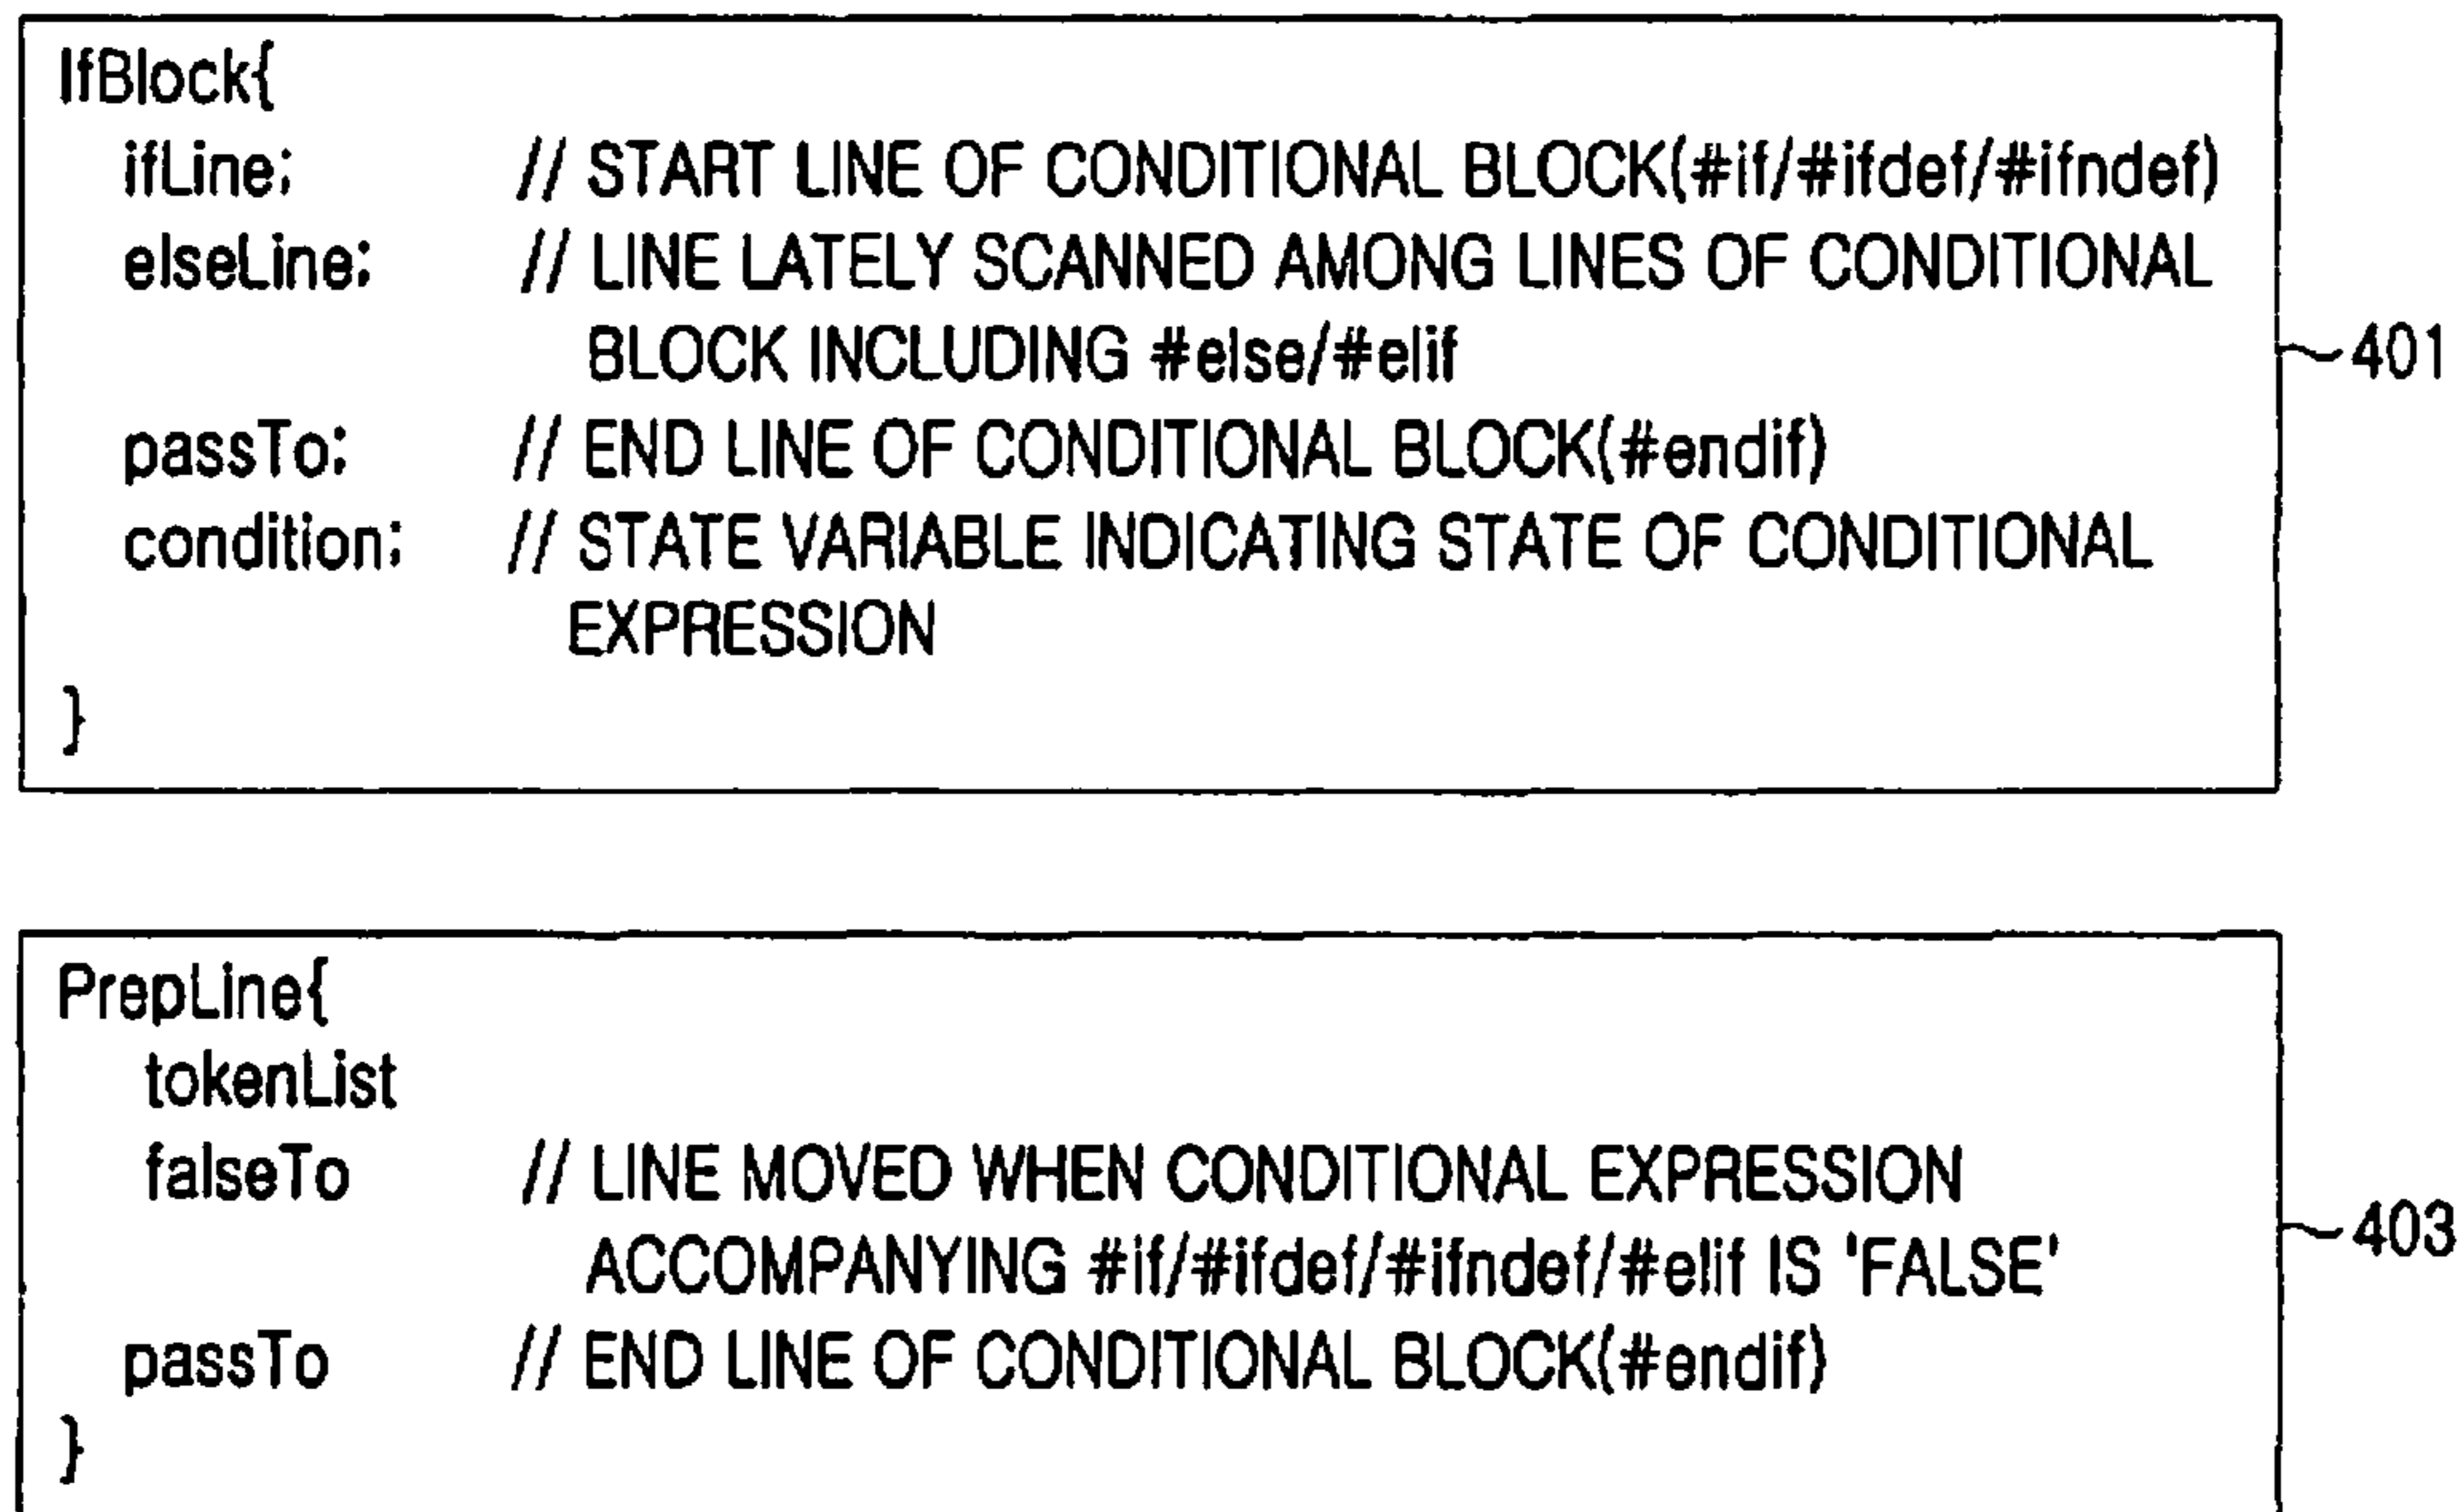 IfBlock{
ifLine; // START LINE OF CONDITIONAL BLOCK(#if/#ifdef/#ifndef)
elseLine; // LINE LATELY SCANNED AMONG LINES OF CONDITIONAL
BLOCK INCLUDING #else/#elif
401
passTo; // END LINE OF CONDITIONAL BLOCK(#endif)
condition; // STATE VARIABLE INDICATING STATE OF CONDITIONAL
EXPRESSION
}
PrepLine{
tokenList
falseTo // LINE MOVED WHEN CONDITIONAL EXPRESSION
ACCOMPANYING #if/#ifdef/#ifndef/#elif IS 'FALSE'
403
passTo // END LINE OF CONDITIONAL BLOCK(#endif)
}